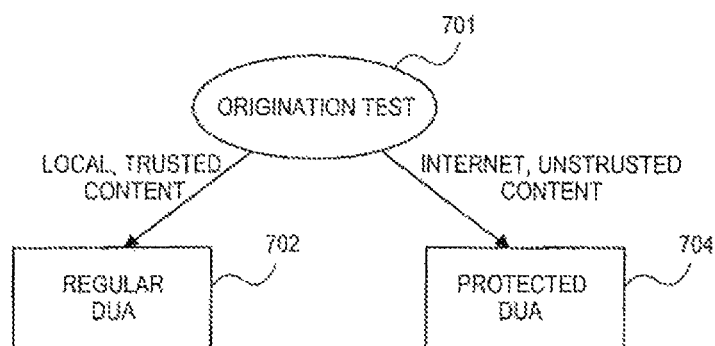 701
ORIGINATION TEST
LOCAL, TRUSTED
CONTENT
INTERNET, UNSTRUSTED
CONTENT
702
REGULAR
DUA
704
PROTECTED
DUA